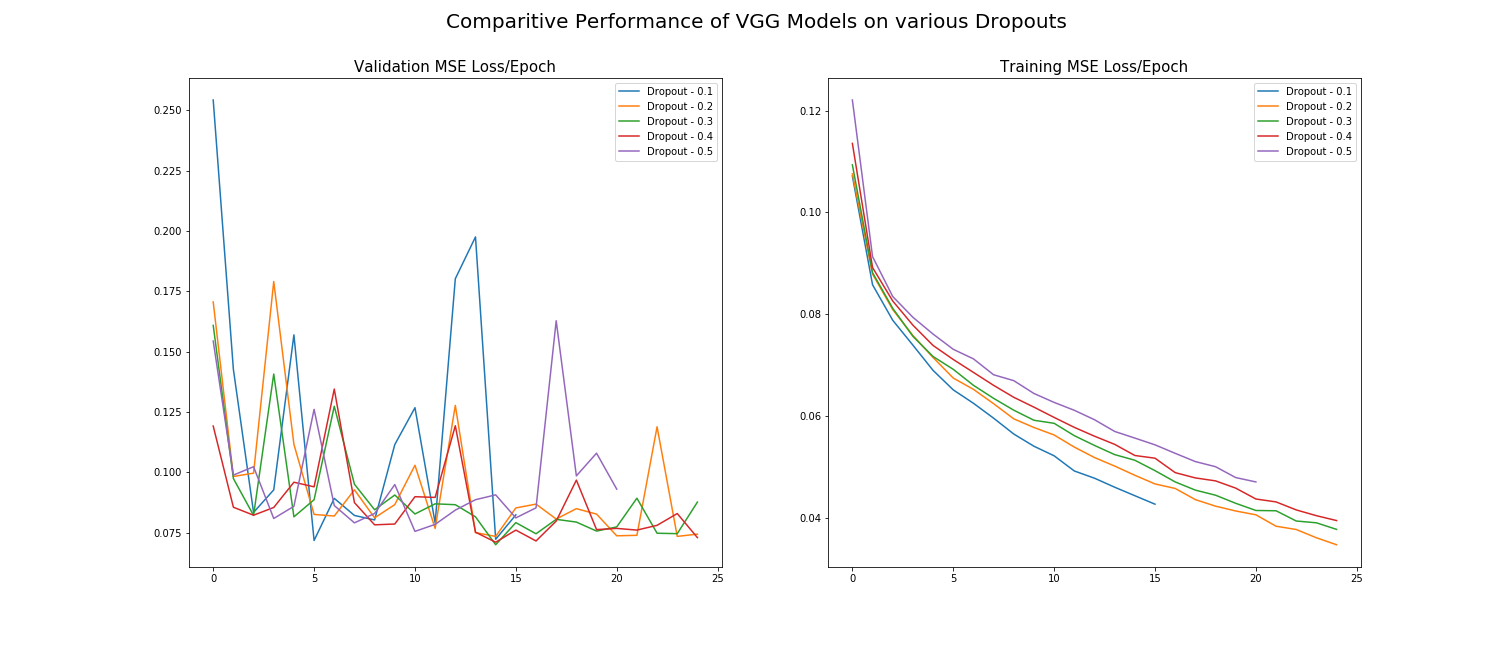 Comparitive Performance of VGG Models on various Dropouts
Validation MSE Loss/Epoch
0.250
0.225
0.200
0.175
0.150
0.125
0.100
0.075
0 5 10 15 20 25
Dropout - 0.1
Dropout - 0.2
Dropout - 0.3
Dropout - 0.4
Dropout - 0.5
Training MSE Loss/Epoch
0.12
0.10
0.08
0.06
0.04
0 5 10 15 20 25
Dropout - 0.1
Dropout - 0.2
Dropout - 0.3
Dropout - 0.4
Dropout - 0.5